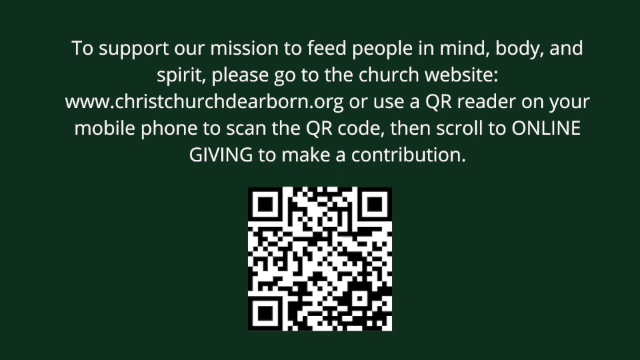 To support our mission to feed people in mind, body, and
spirit, please go to the church website:
www.christchurchdearborn.org or use a QR reader on your
mobile phone to scan the QR code, then scroll to ONLINE
GIVING to make a contribution.